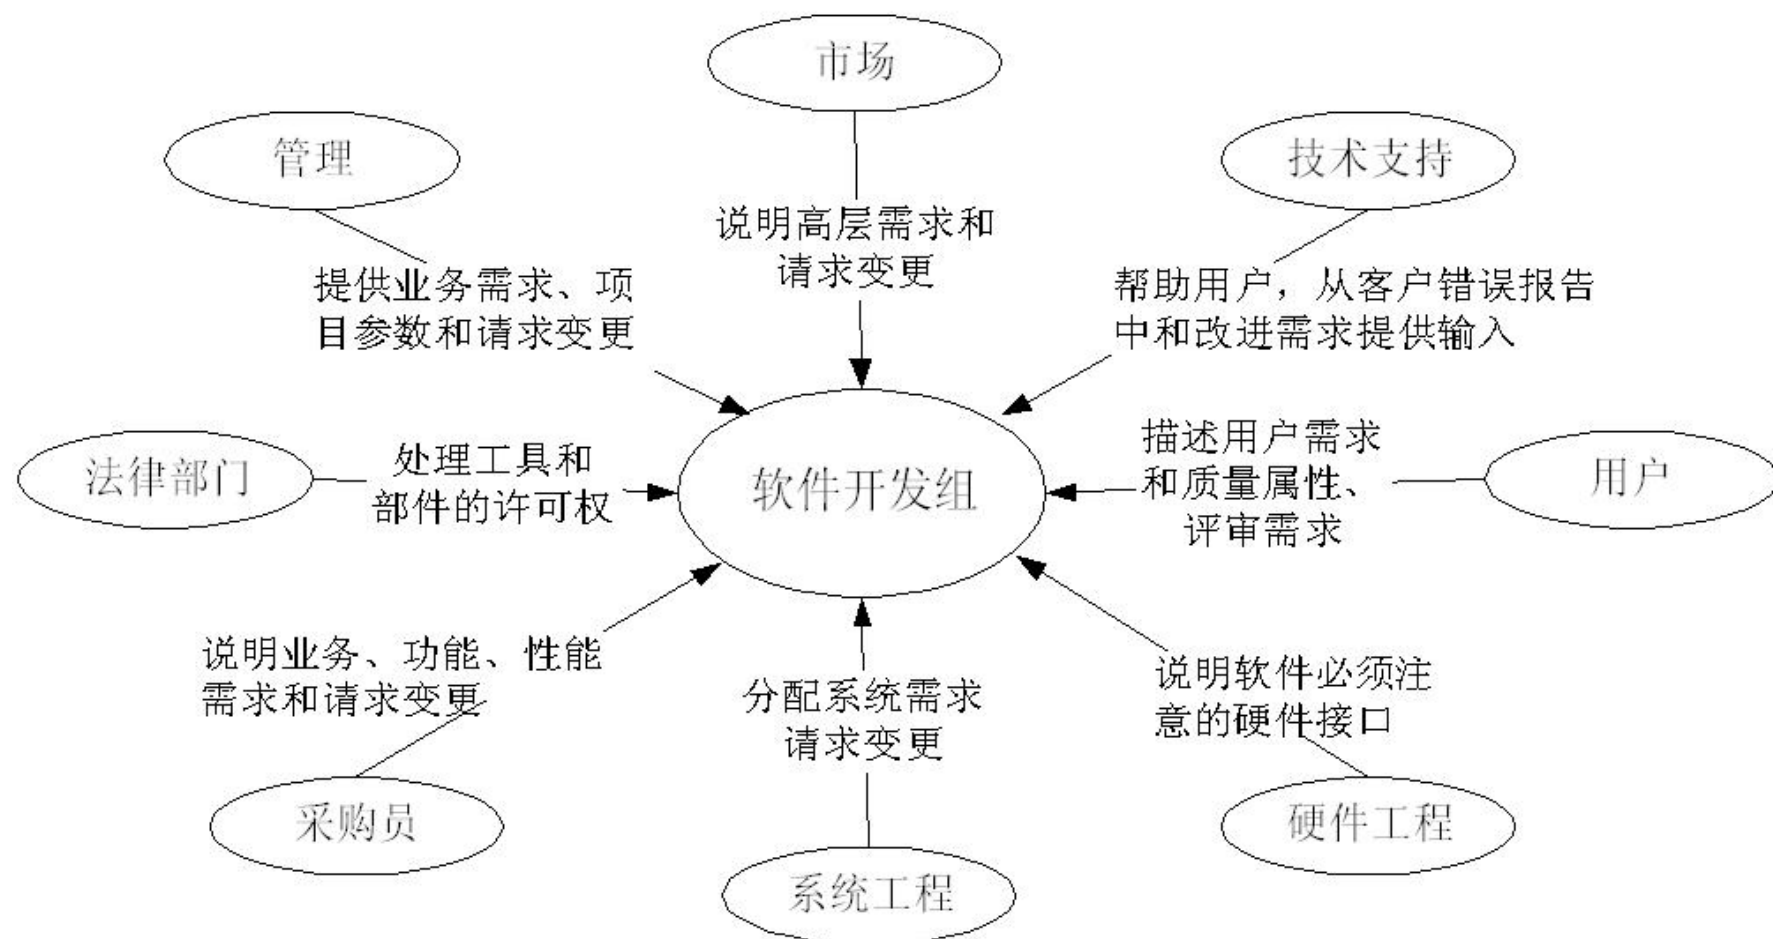 市场
管理
技术支持
说明高层需求和
请求变更
提供业务需求、项
目参数和请求变更
帮助用户，从客户错误报告
中和改进需求提供输入
法律部门
处理工具和
部件的许可权
软件开发组
描述用户需求
和质量属性、
评审需求
用户
说明业务、功能、性能
需求和请求变更
分配系统需求
请求变更
说明软件必须注
意的硬件接口
采购员
系统工程
硬件工程